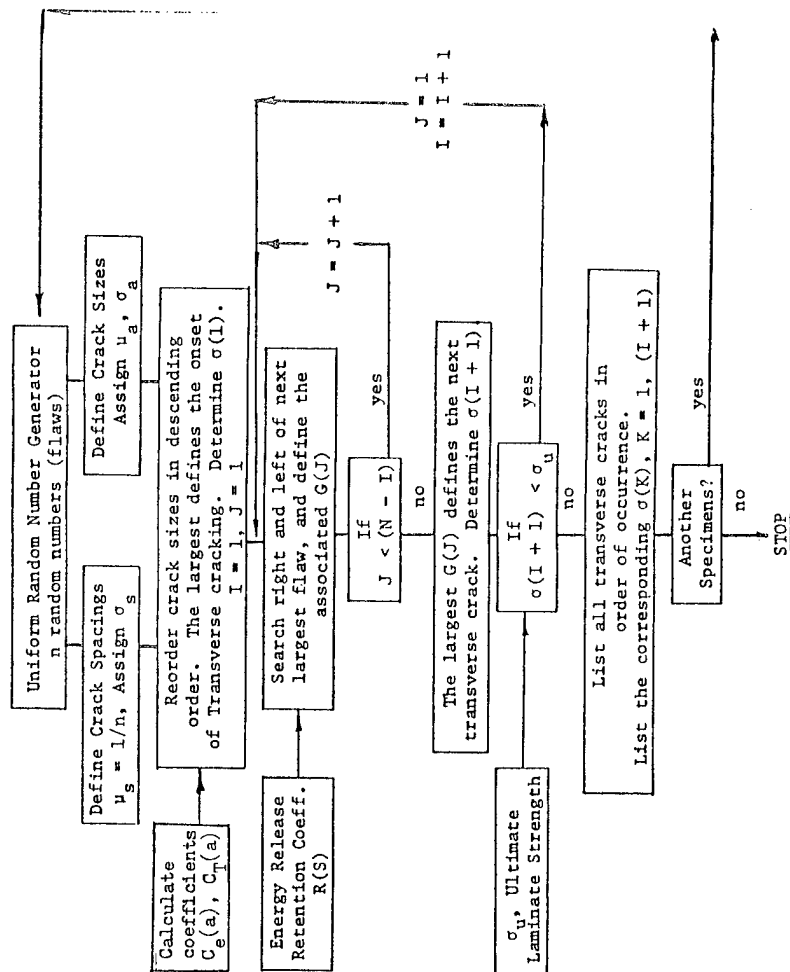 Uniform Random Number Generator
n random numbers (flaws)
Define Crack Spacings
μ_s = 1/n, Assign σ_s
Define Crack Sizes
Assign μ_a, σ_a
Calculate
coefficients
C_e(a), C_T(a)
Reorder crack sizes in descending
order. The largest defines the onset
of Transverse cracking. Determine σ(1).
I = 1, J = 1
Energy Release
Retention Coeff.
R(S)
Search right and left of next
largest flaw, and define the
associated G(J)
J = J + 1
J = 1
I = I + 1
If
J < (N - I)
yes
no
The largest G(J) defines the next
transverse crack. Determine σ(I + 1)
σ_u, Ultimate
Laminate Strength
If
σ(I + 1) < σ_u
yes
no
List all transverse cracks in
order of occurrence.
List the corresponding σ(K), K = 1, (I + 1)
Another
Specimens?
yes
no
STOP